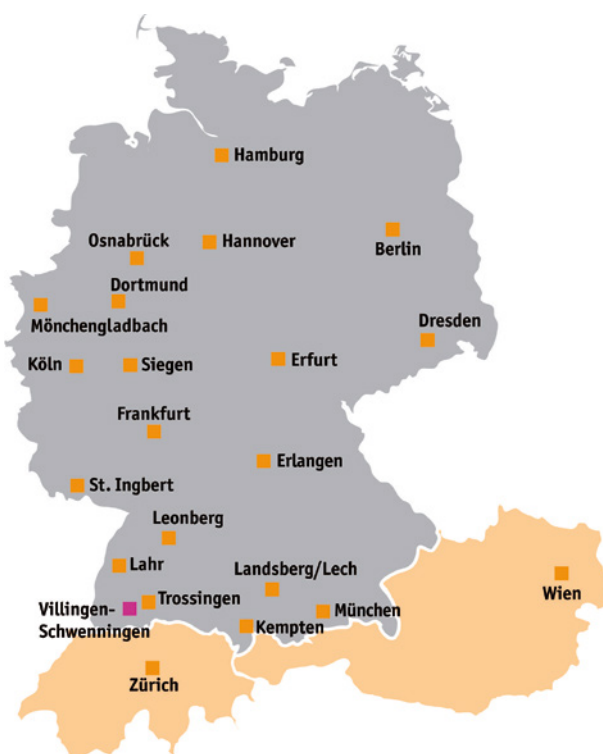 Hamburg
Hannover
Osnabrück
Berlin
Dortmund
Mönchengladbach
Dresden
Köln
Siegen
Erfurt
Frankfurt
Erlangen
St. Ingbert
Leonberg
Lahr
Landsberg/Lech
Wien
Trossingen
Villingen-
Schwenningen
München
Kempten
Zürich